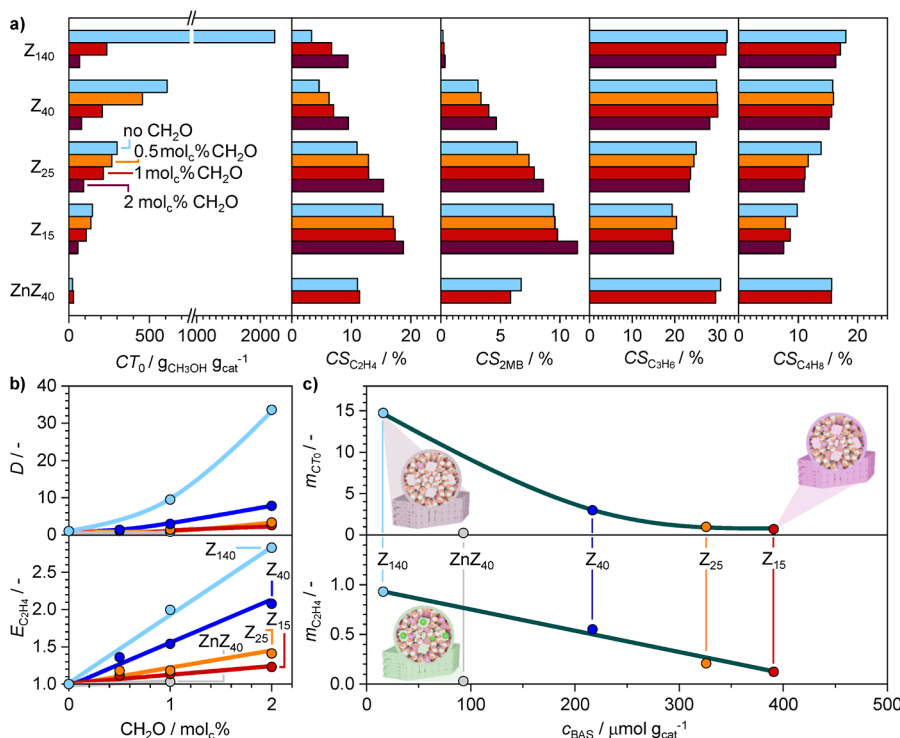 a)
Z140
Z40
Z25
Z15
ZnZ40
no CH2O
0.5 molc% CH2O
1 molc% CH2O
2 molc% CH2O
0 500 1000 2000
0 10 20
0 5 10
0 10 20 30
0 10 20
CT0 / gCH3OH gcat-1
CSC2H4 / %
CS2MB / %
CSC3H6 / %
CSC4H8 / %
b)
40
30
20
10
0
D / -
2.5
2.0
1.5
1.0
EC2H4 / -
Z140
Z40
Z15
Z25
ZnZ40
0 1 2
CH2O / molc%
c)
15
10
5
0
mCT0 / -
Z140 ZnZ40 Z40 Z25 Z15
1.0
0.5
0.0
mC2H4 / -
0 100 200 300 400 500
cBAS / μmol gcat-1